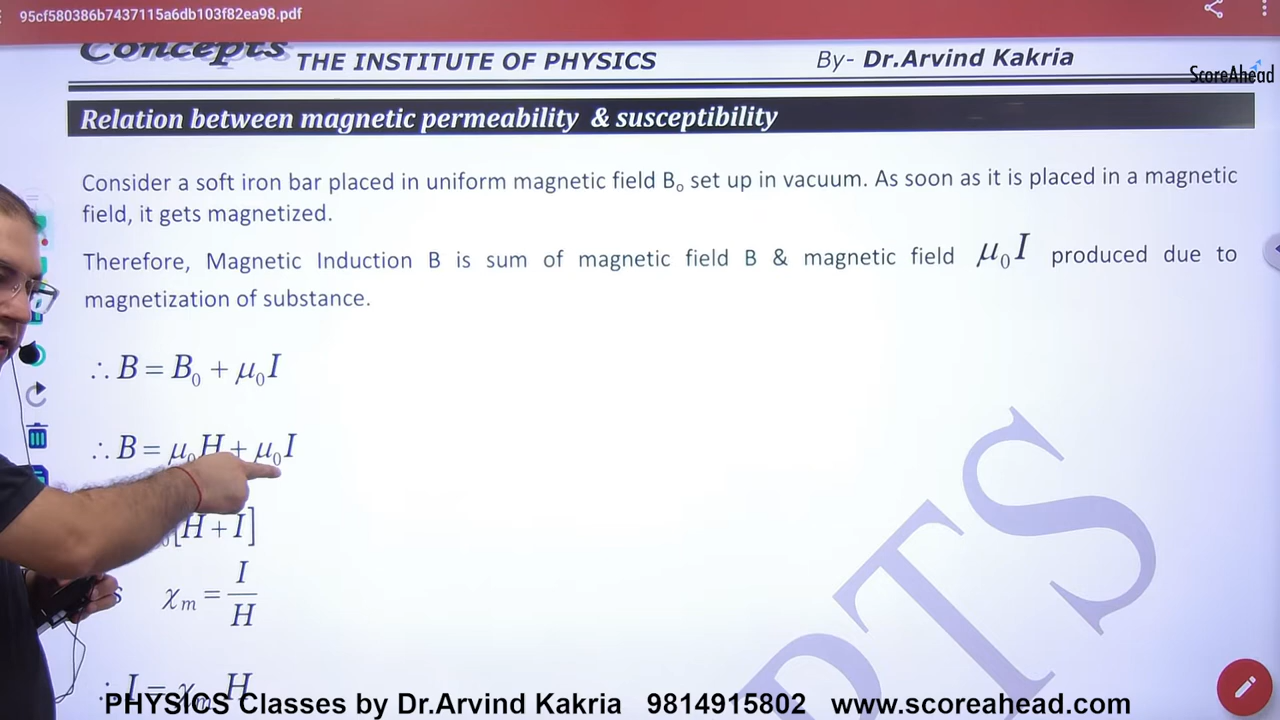 95cf580386b7437115a6db103f82ea98.pdf
Concepts THE INSTITUTE OF PHYSICS By- Dr.Arvind Kakria
ScoreAhead
Relation between magnetic permeability & susceptibility
Consider a soft iron bar placed in uniform magnetic field B₀ set up in vacuum. As soon as it is placed in a magnetic
field, it gets magnetized.
Therefore, Magnetic Induction B is sum of magnetic field B & magnetic field μ₀I produced due to
magnetization of substance.
∴ B = B₀ + μ₀I
∴ B = μ₀H + μ₀I
[H + I]
χₘ = I/H
∴ I = χₘ H
PTS
PHYSICS Classes by Dr.Arvind Kakria 9814915802 www.scoreahead.com